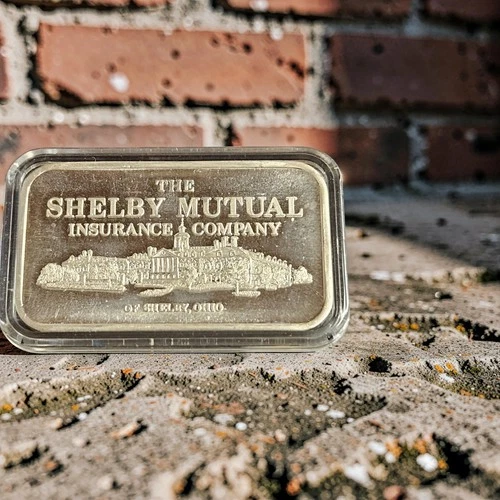 THE
SHELBY MUTUAL
INSURANCE COMPANY
OF SHELBY, OHIO